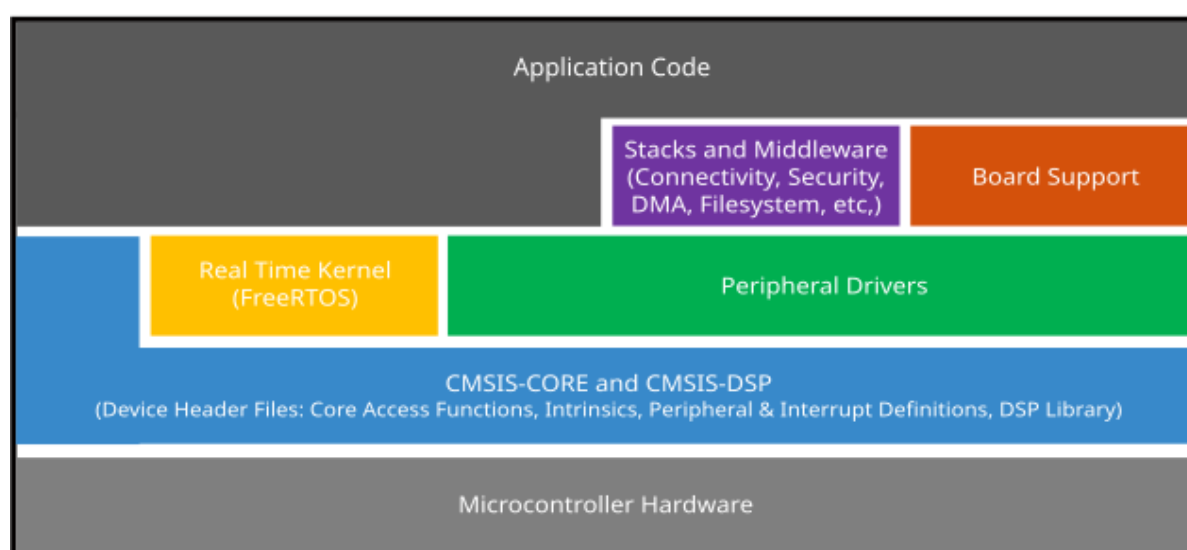 Application Code
Stacks and Middleware
(Connectivity, Security,
DMA, Filesystem, etc,)
Board Support
Real Time Kernel
(FreeRTOS)
Peripheral Drivers
CMSIS-CORE and CMSIS-DSP
(Device Header Files: Core Access Functions, Intrinsics, Peripheral & Interrupt Definitions, DSP Library)
Microcontroller Hardware